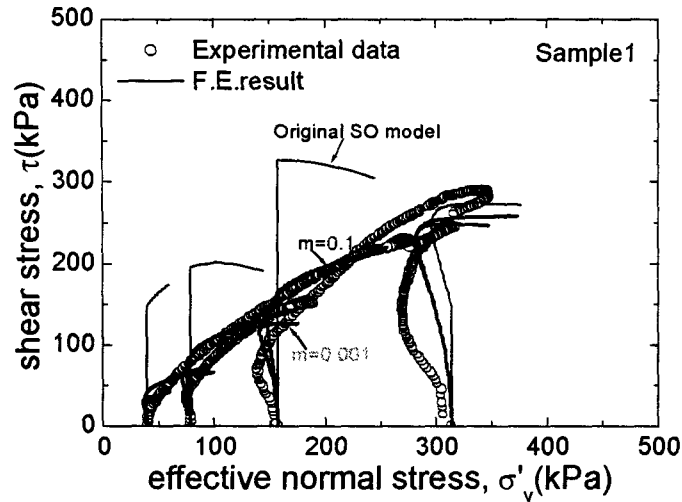 500
400
300
200
100
0
shear stress, τ(kPa)
Experimental data
F.E.result
Sample1
Original SO model
m=0.1
m=0.001
0
100
200
300
400
500
effective normal stress, σ'v(kPa)